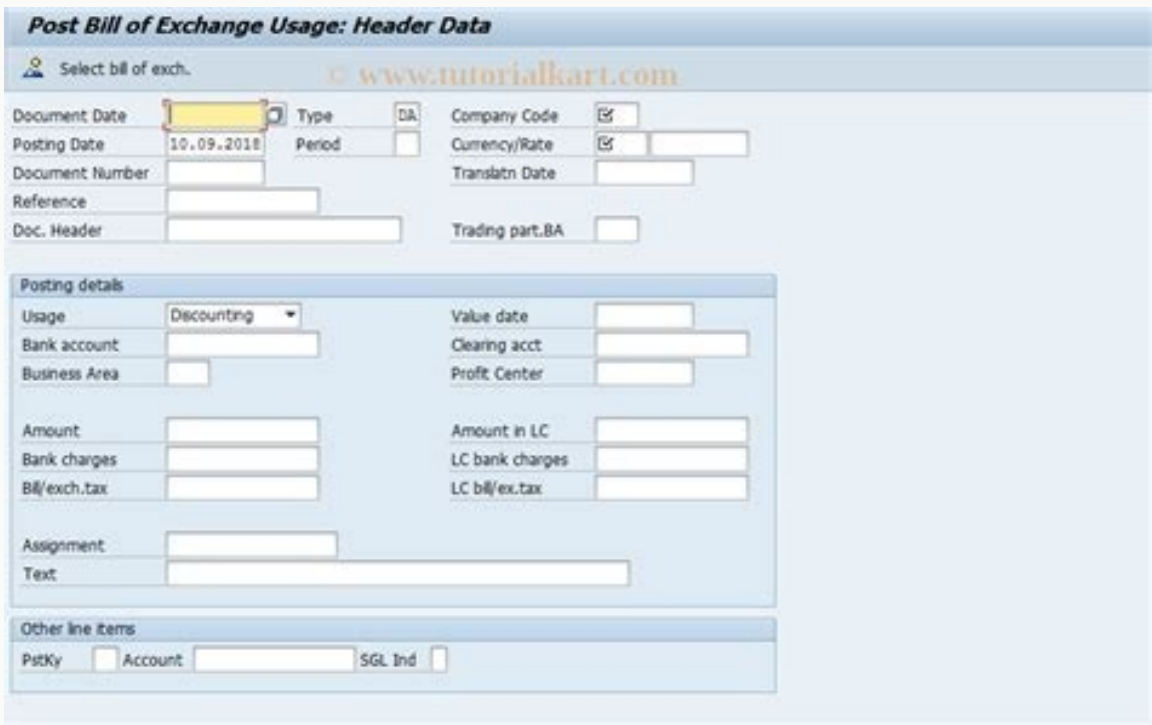 Post Bill of Exchange Usage: Header Data
Select bill of exch.
© www.tutorialkart.com
Document Date Type DA Company Code
Posting Date 10.09.2018 Period Currency/Rate
Document Number Translatn Date
Reference
Doc. Header Trading part.BA
Posting details
Usage Discounting Value date
Bank account Clearing acct
Business Area Profit Center
Amount Amount in LC
Bank charges LC bank charges
Bill/exch.tax LC bill/ex.tax
Assignment
Text
Other line items
PstKy Account SGL Ind